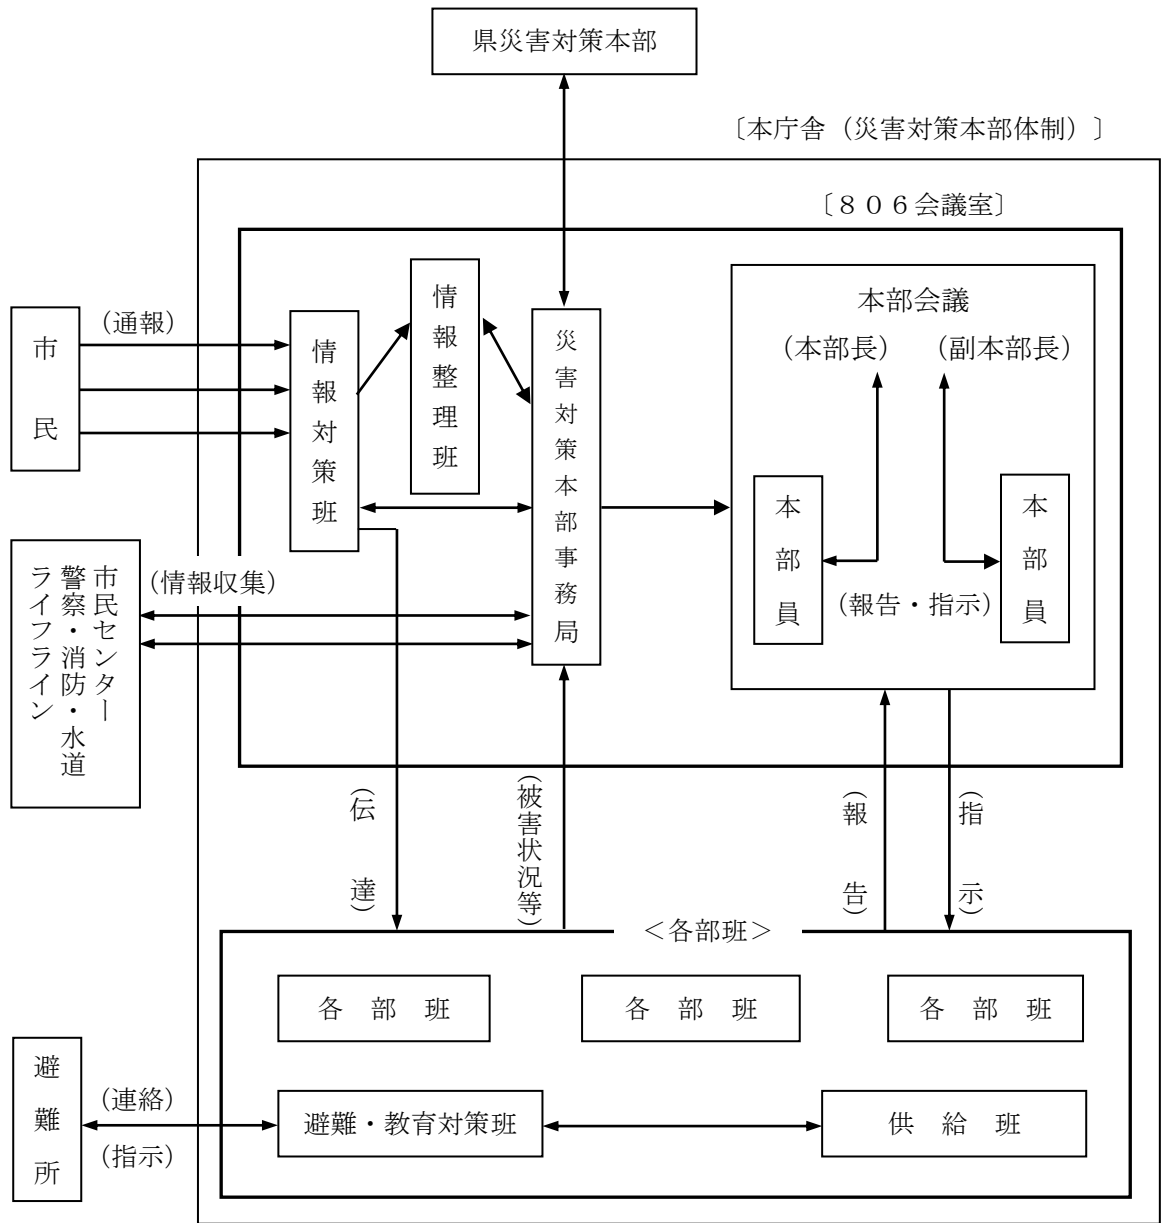 県災害対策本部
〔本庁舎（災害対策本部体制）〕
〔８０６会議室〕
市民
（通報）
情報対策班
情報整理班
災害対策本部事務局
本部会議
（本部長）
（副本部長）
本部員
本部員
（報告・指示）
市民センター
警察・消防・水道
ライフライン
（情報収集）
（伝達）
（被害状況等）
（報告）
（指示）
＜各部班＞
各　部　班
各　部　班
各　部　班
避難所
（連絡）
（指示）
避難・教育対策班
供　給　班